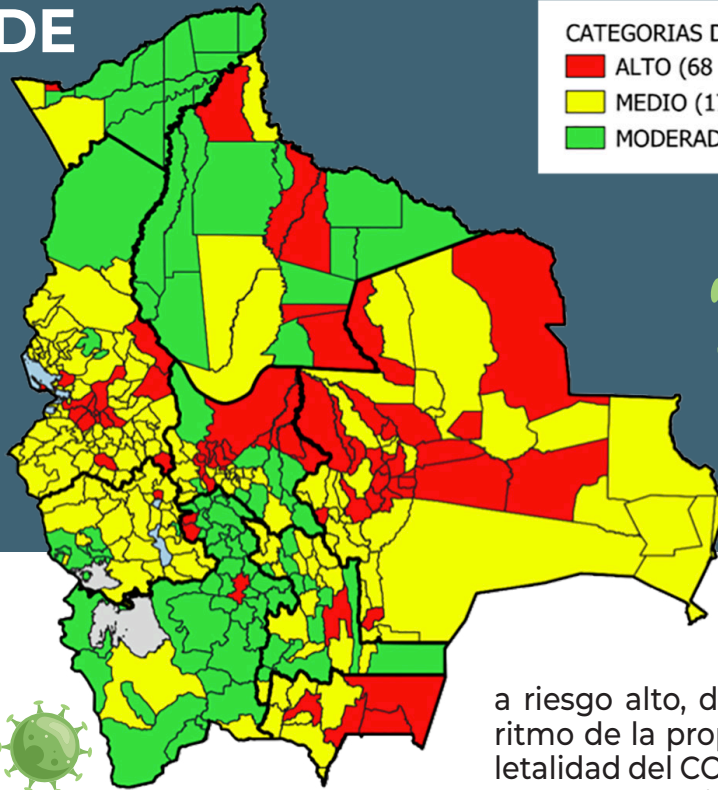 DE
CATEGORIAS D
ALTO (68
MEDIO (1
MODERAD
a riesgo alto, d
ritmo de la prop
letalidad del CO